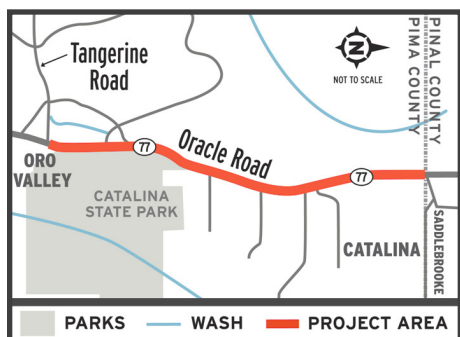 Tangerine
Road
N
NOT TO SCALE
PINAL COUNTY
PIMA COUNTY
77
Oracle Road
ORO
VALLEY
CATALINA
STATE PARK
77
CATALINA
SADDLEBROOKE
PARKS
WASH
PROJECT AREA